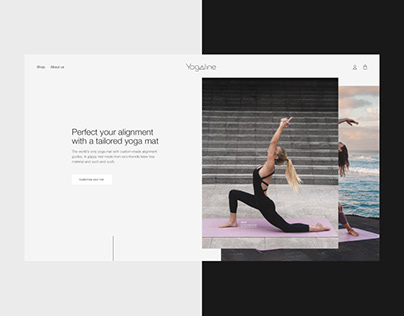 Shop About us
Yogaline
Perfect your alignment
with a tailored yoga mat
The world's only yoga mat with custom-made alignment
guides. A grippy mat made from eco-friendly latex-free
material and such and such.
Customize your mat